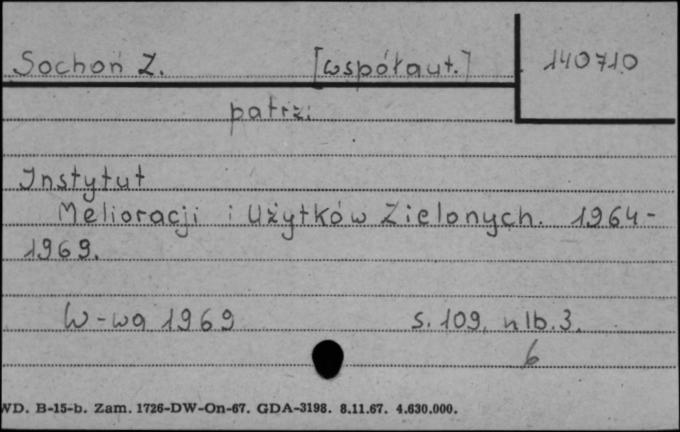 Sochoń Z. [współaut.] 140710
patrz:
Instytut
Melioracji i Użytków Zielonych. 1964-
1969.
W-wa 1969 s. 109, nlb. 3.
6
WD. B-15-b. Zam. 1726-DW-On-67. GDA-3198. 8.11.67. 4.630.000.